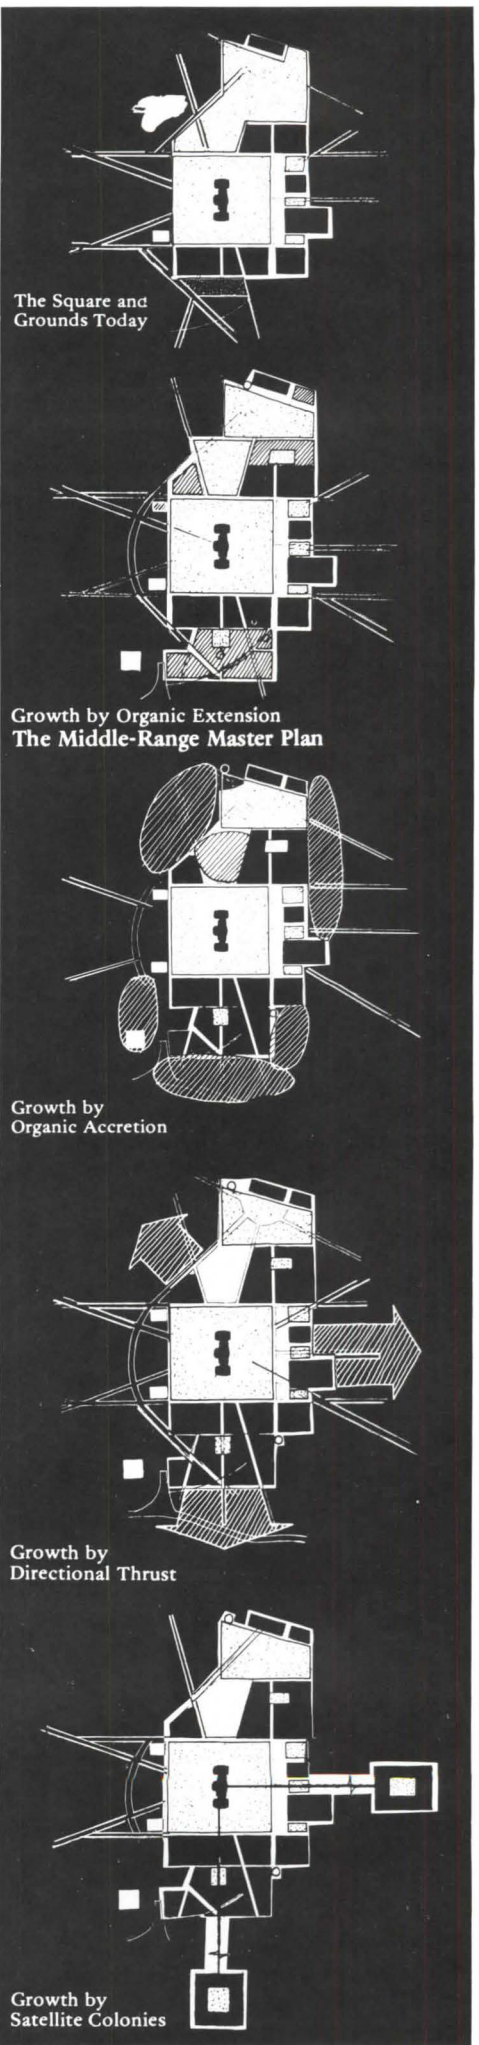 The Square and
Grounds Today
Growth by Organic Extension
The Middle-Range Master Plan
Growth by
Organic Accretion
Growth by
Directional Thrust
Growth by
Satellite Colonies